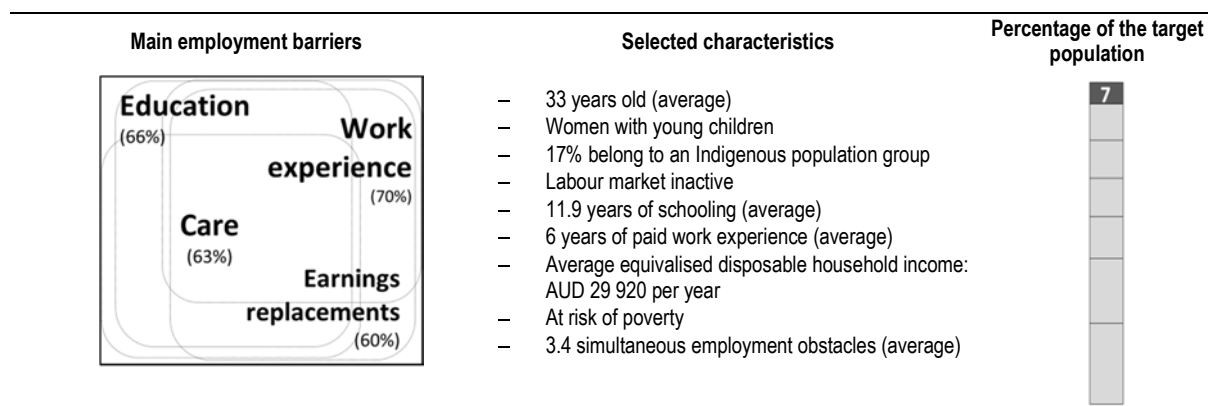 Main employment barriers
Selected characteristics
Percentage of the target
population
Education
(66%)
Work
experience
(70%)
Care
(63%)
Earnings
replacements
(60%)
– 33 years old (average)
– Women with young children
– 17% belong to an Indigenous population group
– Labour market inactive
– 11.9 years of schooling (average)
– 6 years of paid work experience (average)
– Average equivalised disposable household income:
AUD 29 920 per year
– At risk of poverty
– 3.4 simultaneous employment obstacles (average)
7